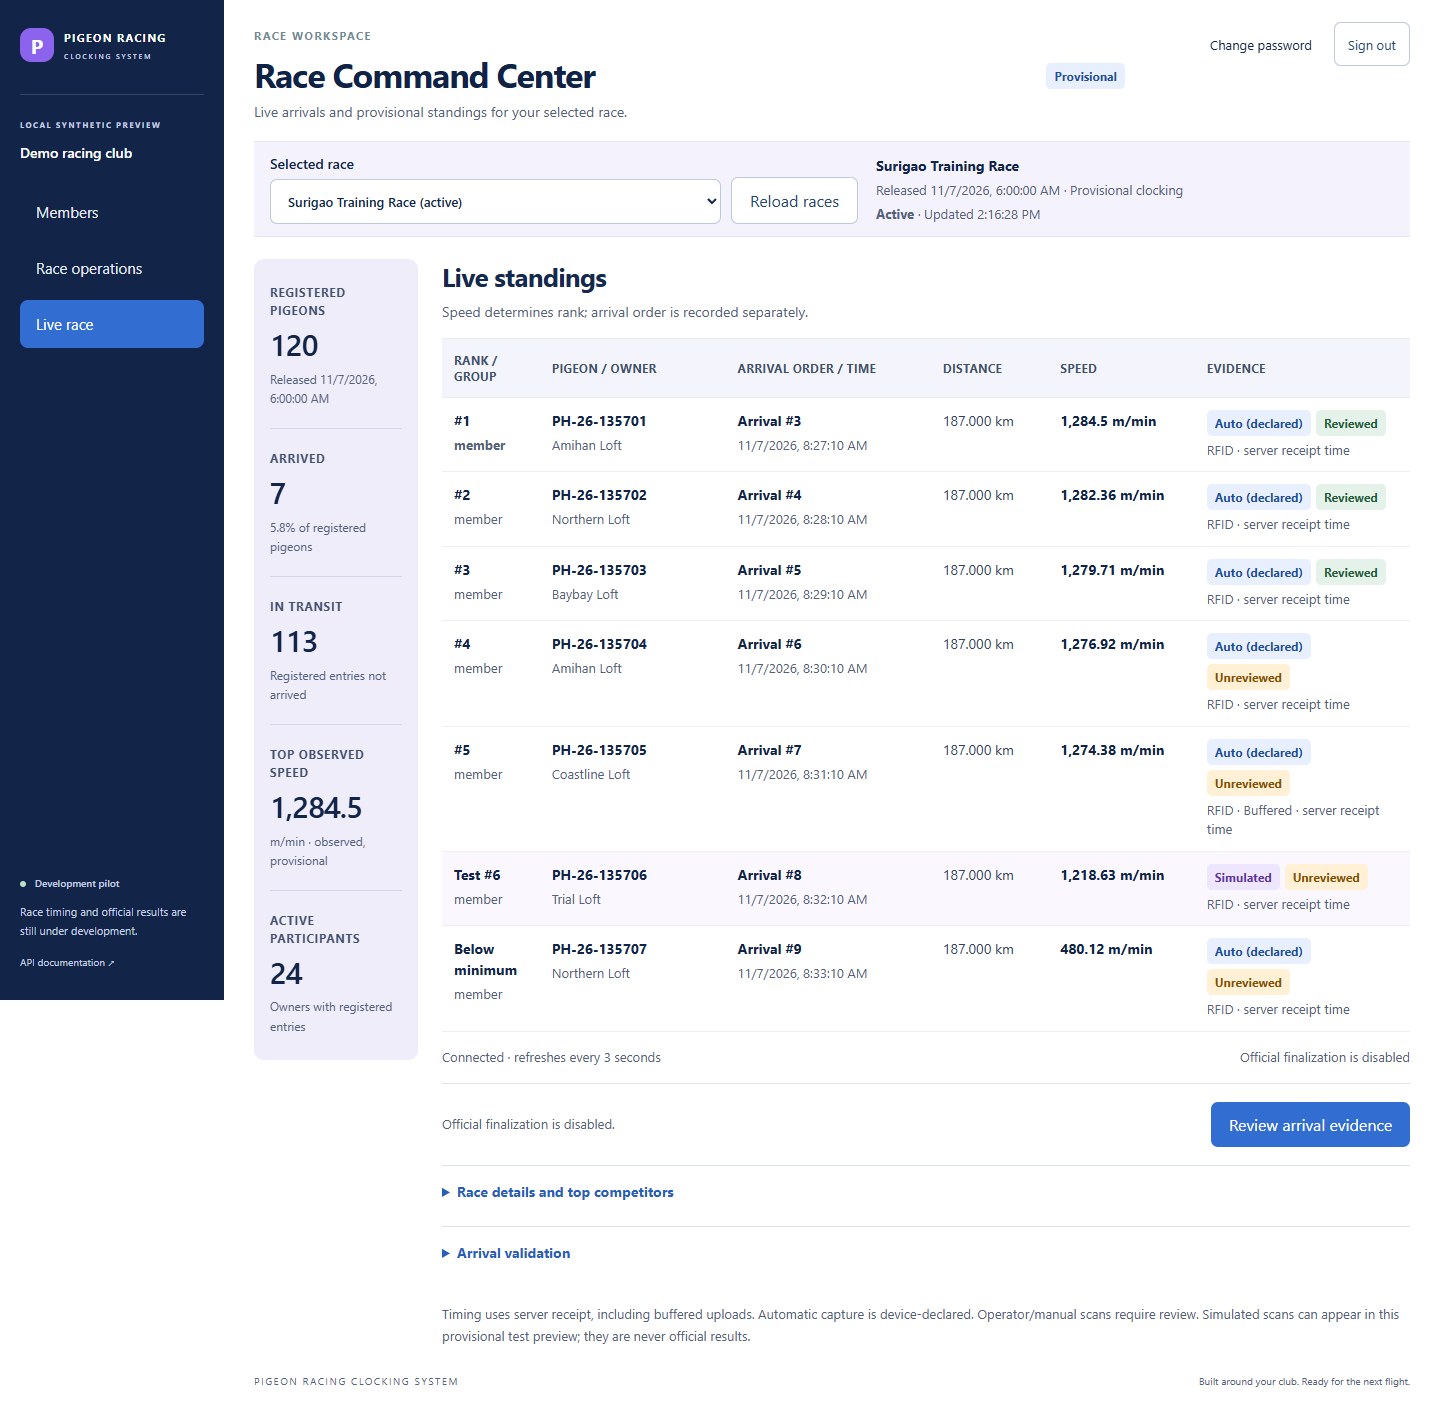 P
PIGEON RACING
CLOCKING SYSTEM
LOCAL SYNTHETIC PREVIEW
Demo racing club
Members
Race operations
Live race
Development pilot
Race timing and official results are
still under development.
API documentation ↗
RACE WORKSPACE
Race Command Center
Provisional
Live arrivals and provisional standings for your selected race.
Change password
Sign out
Selected race
Surigao Training Race (active)
Reload races
Surigao Training Race
Released 11/7/2026, 6:00:00 AM · Provisional clocking
Active · Updated 2:16:28 PM
REGISTERED
PIGEONS
120
Released 11/7/2026,
6:00:00 AM
ARRIVED
7
5.8% of registered
pigeons
IN TRANSIT
113
Registered entries not
arrived
TOP OBSERVED
SPEED
1,284.5
m/min · observed,
provisional
ACTIVE
PARTICIPANTS
24
Owners with registered
entries
Live standings
Speed determines rank; arrival order is recorded separately.
RANK /
GROUP
PIGEON / OWNER
ARRIVAL ORDER / TIME
DISTANCE
SPEED
EVIDENCE
#1
member
PH-26-135701
Amihan Loft
Arrival #3
11/7/2026, 8:27:10 AM
187.000 km
1,284.5 m/min
Auto (declared) Reviewed
RFID · server receipt time
#2
member
PH-26-135702
Northern Loft
Arrival #4
11/7/2026, 8:28:10 AM
187.000 km
1,282.36 m/min
Auto (declared) Reviewed
RFID · server receipt time
#3
member
PH-26-135703
Baybay Loft
Arrival #5
11/7/2026, 8:29:10 AM
187.000 km
1,279.71 m/min
Auto (declared) Reviewed
RFID · server receipt time
#4
member
PH-26-135704
Amihan Loft
Arrival #6
11/7/2026, 8:30:10 AM
187.000 km
1,276.92 m/min
Auto (declared)
Unreviewed
RFID · server receipt time
#5
member
PH-26-135705
Coastline Loft
Arrival #7
11/7/2026, 8:31:10 AM
187.000 km
1,274.38 m/min
Auto (declared)
Unreviewed
RFID · Buffered · server receipt
time
Test #6
member
PH-26-135706
Trial Loft
Arrival #8
11/7/2026, 8:32:10 AM
187.000 km
1,218.63 m/min
Simulated Unreviewed
RFID · server receipt time
Below
minimum
member
PH-26-135707
Northern Loft
Arrival #9
11/7/2026, 8:33:10 AM
187.000 km
480.12 m/min
Auto (declared)
Unreviewed
RFID · server receipt time
Connected · refreshes every 3 seconds
Official finalization is disabled
Official finalization is disabled.
Review arrival evidence
Race details and top competitors
Arrival validation
Timing uses server receipt, including buffered uploads. Automatic capture is device-declared. Operator/manual scans require review. Simulated scans can appear in this
provisional test preview; they are never official results.
PIGEON RACING CLOCKING SYSTEM
Built around your club. Ready for the next flight.